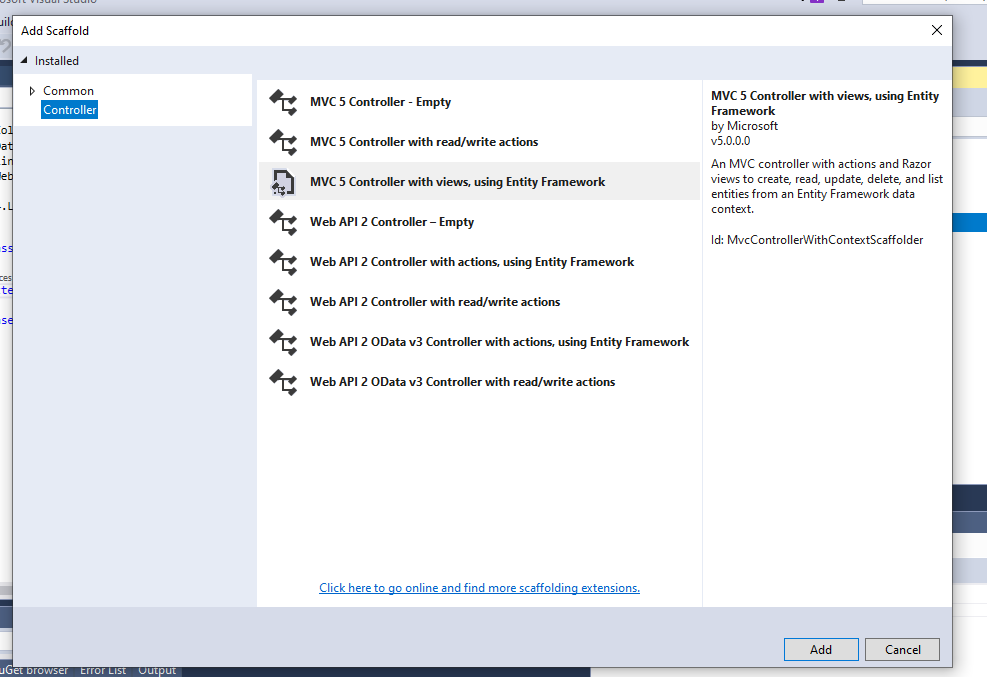 Add Scaffold
Installed
Common
Controller
MVC 5 Controller - Empty
MVC 5 Controller with read/write actions
MVC 5 Controller with views, using Entity Framework
Web API 2 Controller – Empty
Web API 2 Controller with actions, using Entity Framework
Web API 2 Controller with read/write actions
Web API 2 OData v3 Controller with actions, using Entity Framework
Web API 2 OData v3 Controller with read/write actions
Click here to go online and find more scaffolding extensions.
MVC 5 Controller with views, using Entity
Framework
by Microsoft
v5.0.0.0
An MVC controller with actions and Razor
views to create, read, update, delete, and list
entities from an Entity Framework data
context.
Id: MvcControllerWithContextScaffolder
Add
Cancel
uGet browser
Error List
Output